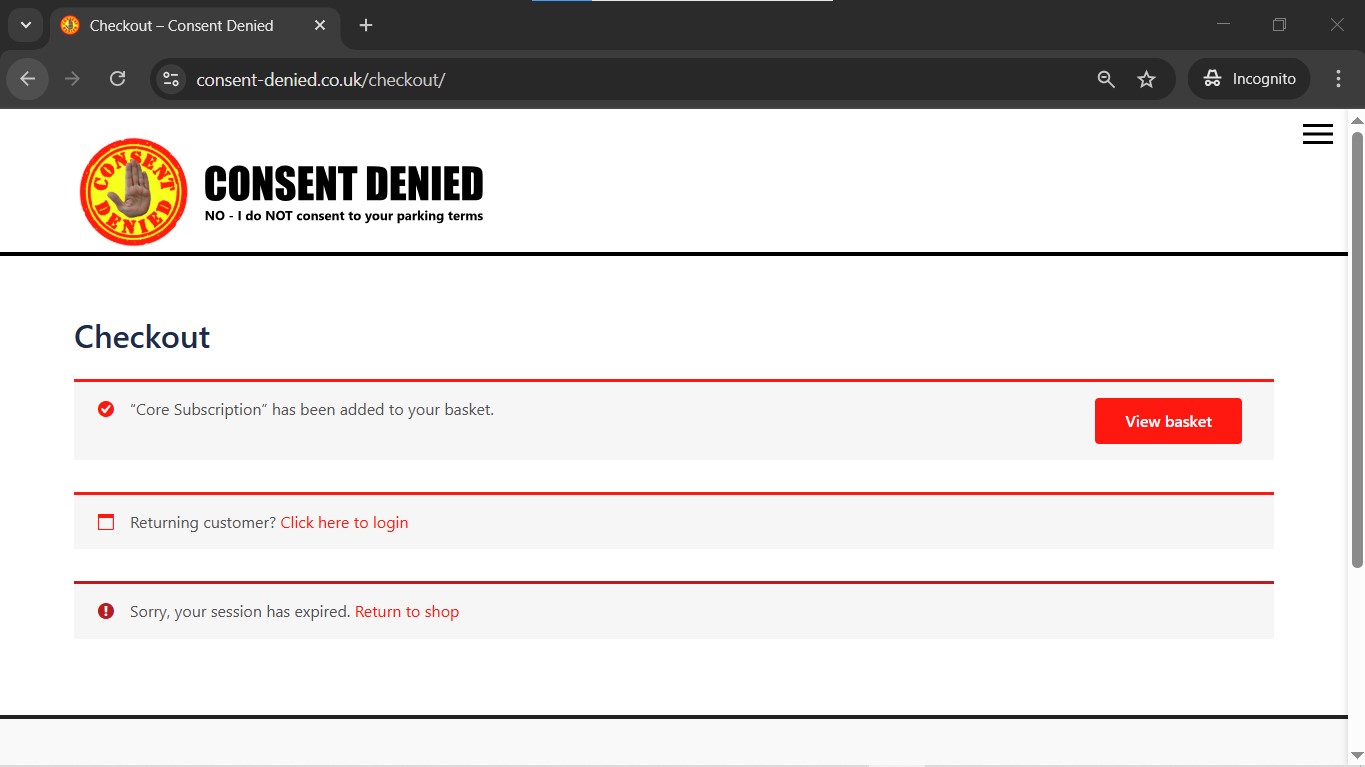 Checkout – Consent Denied
consent-denied.co.uk/checkout/
Incognito
CONSENT
DENIED
CONSENT DENIED
NO - I do NOT consent to your parking terms
Checkout
“Core Subscription” has been added to your basket.
View basket
Returning customer? Click here to login
Sorry, your session has expired. Return to shop